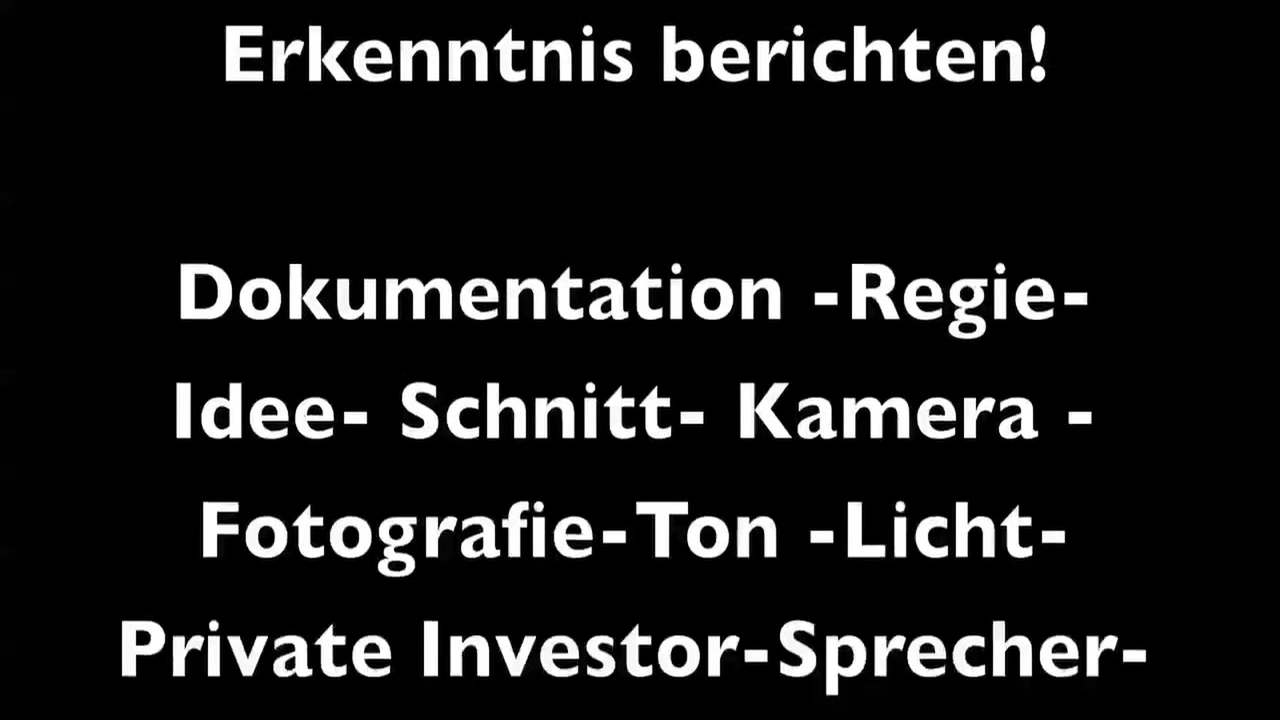 Erkenntnis berichten!
Dokumentation -Regie-
Idee- Schnitt- Kamera -
Fotografie-Ton -Licht-
Private Investor-Sprecher-